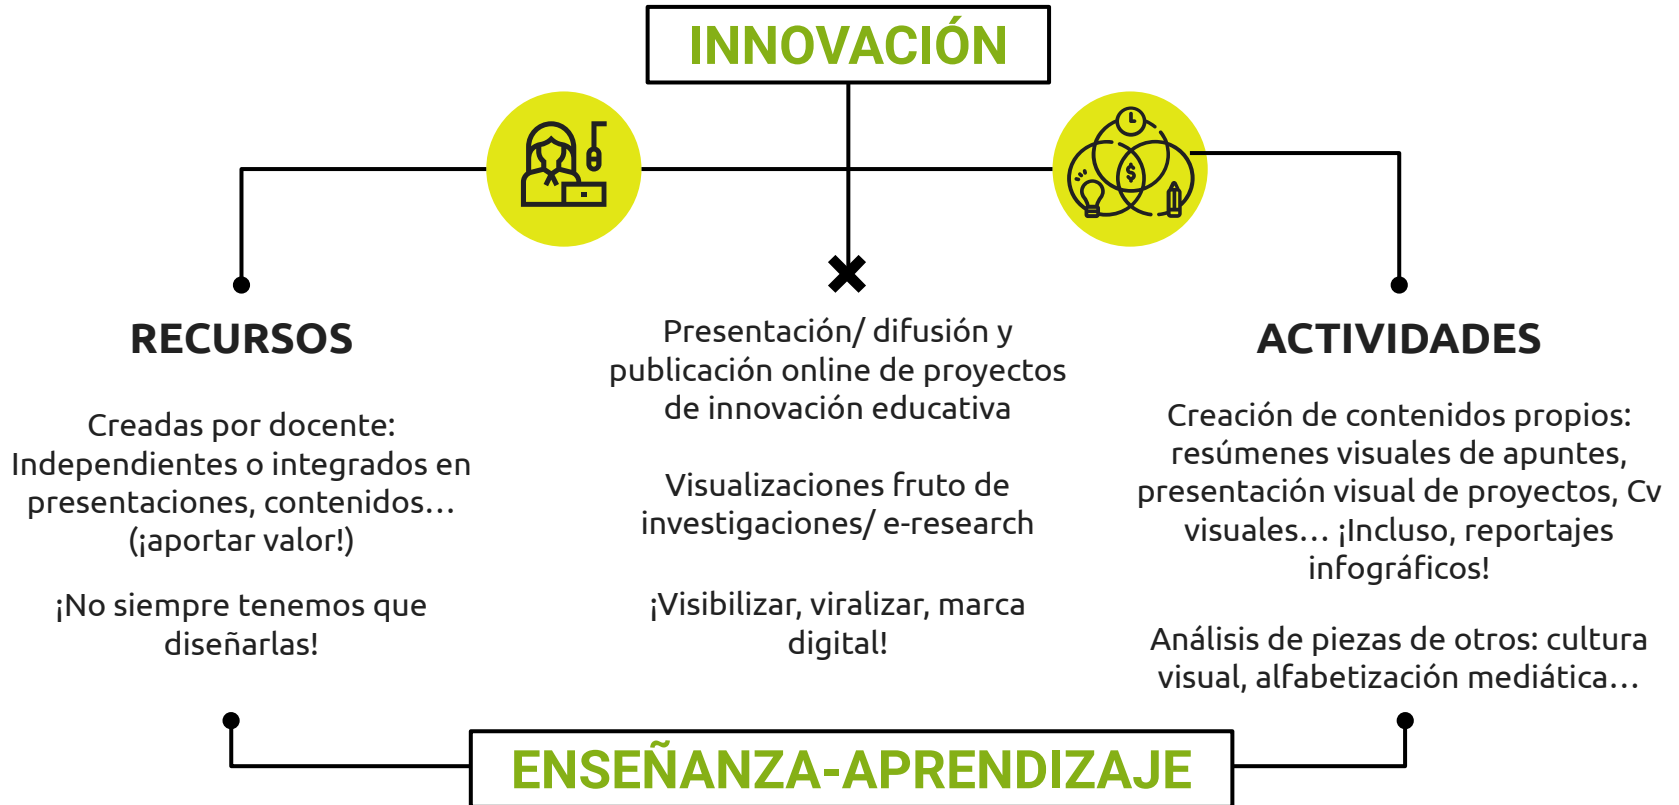 INNOVACIÓN
RECURSOS
Creadas por docente:
Independientes o integrados en
presentaciones, contenidos…
(¡aportar valor!)
¡No siempre tenemos que
diseñarlas!
Presentación/ difusión y
publicación online de proyectos
de innovación educativa
Visualizaciones fruto de
investigaciones/ e-research
¡Visibilizar, viralizar, marca
digital!
ACTIVIDADES
Creación de contenidos propios:
resúmenes visuales de apuntes,
presentación visual de proyectos, Cv
visuales… ¡Incluso, reportajes
infográficos!
Análisis de piezas de otros: cultura
visual, alfabetización mediática…
ENSEÑANZA-APRENDIZAJE